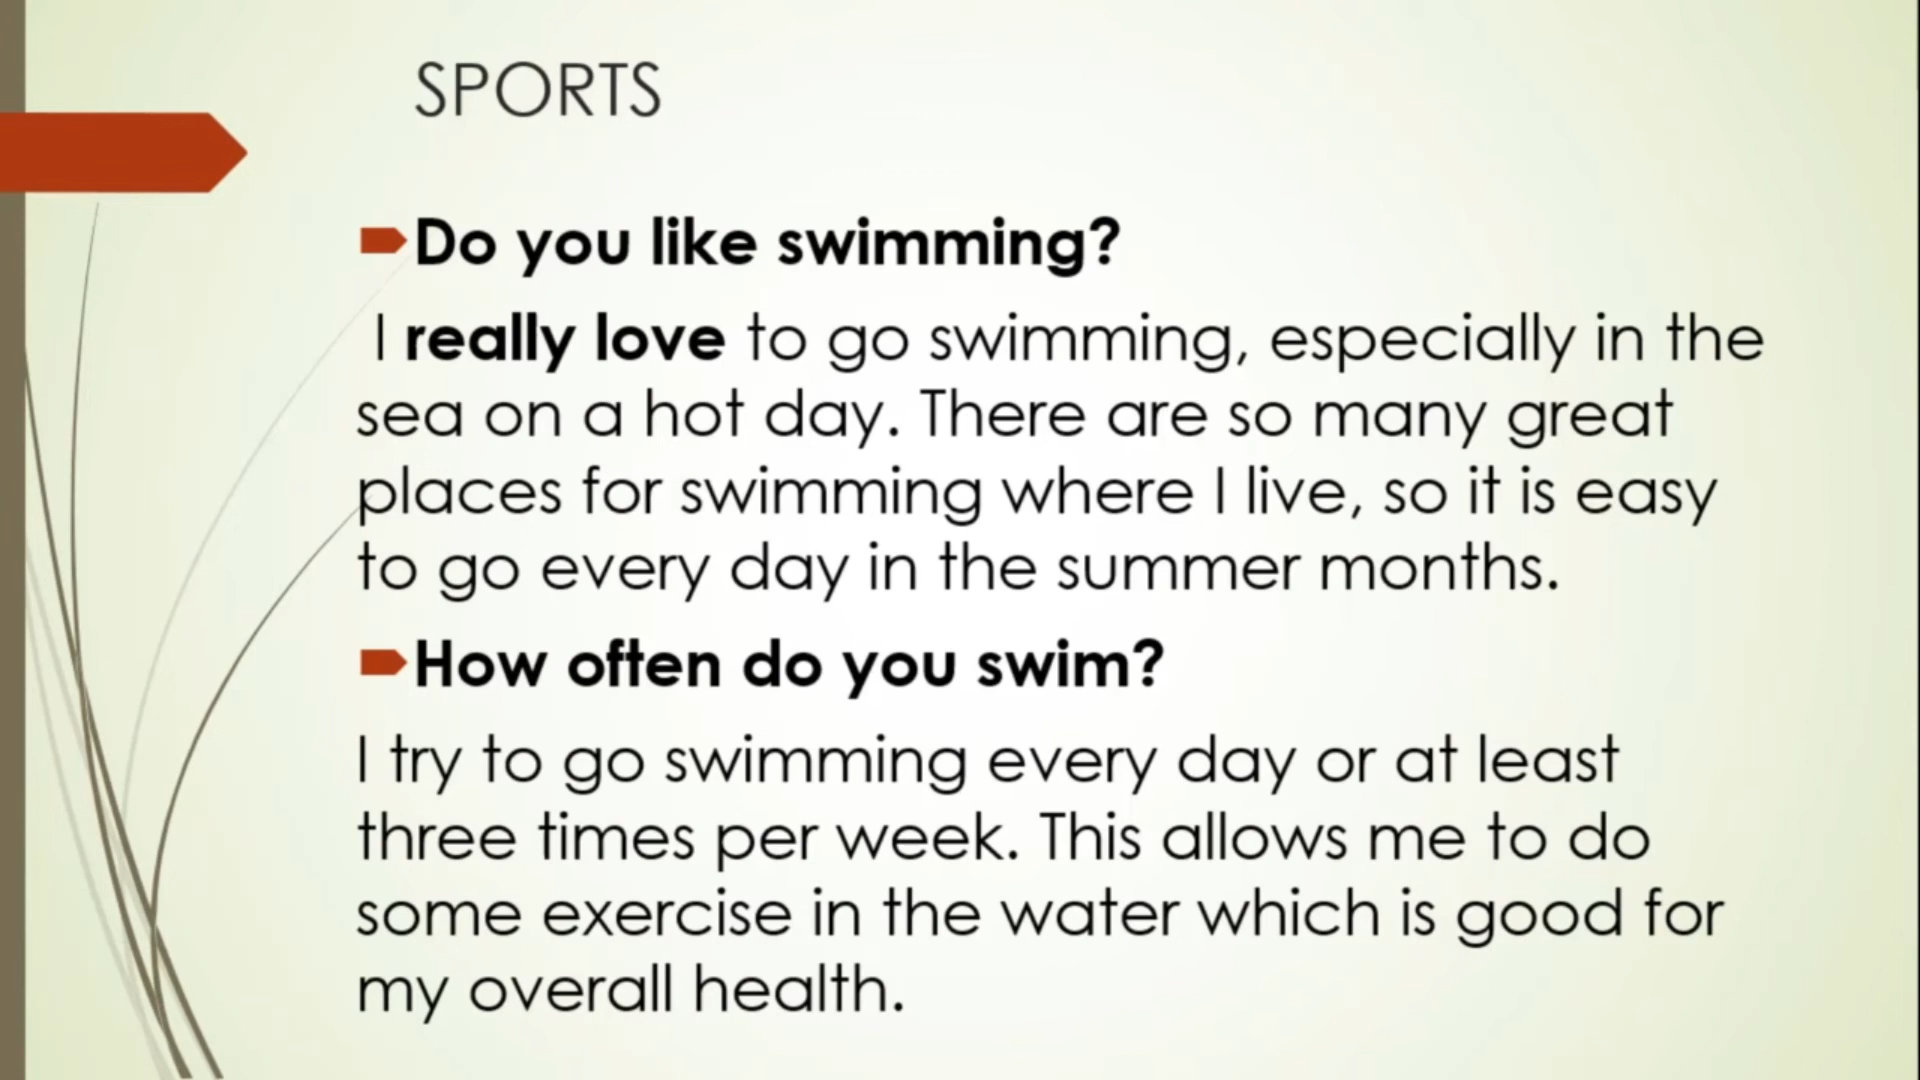 SPORTS
Do you like swimming?
I really love to go swimming, especially in the
sea on a hot day. There are so many great
places for swimming where I live, so it is easy
to go every day in the summer months.
How often do you swim?
I try to go swimming every day or at least
three times per week. This allows me to do
some exercise in the water which is good for
my overall health.